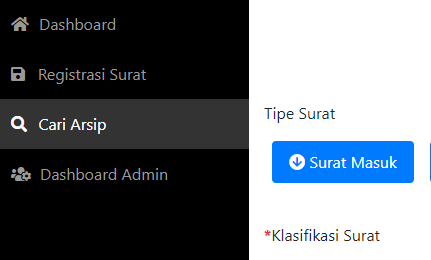 Dashboard
Registrasi Surat
Cari Arsip
Dashboard Admin
Tipe Surat
Surat Masuk
*Klasifikasi Surat